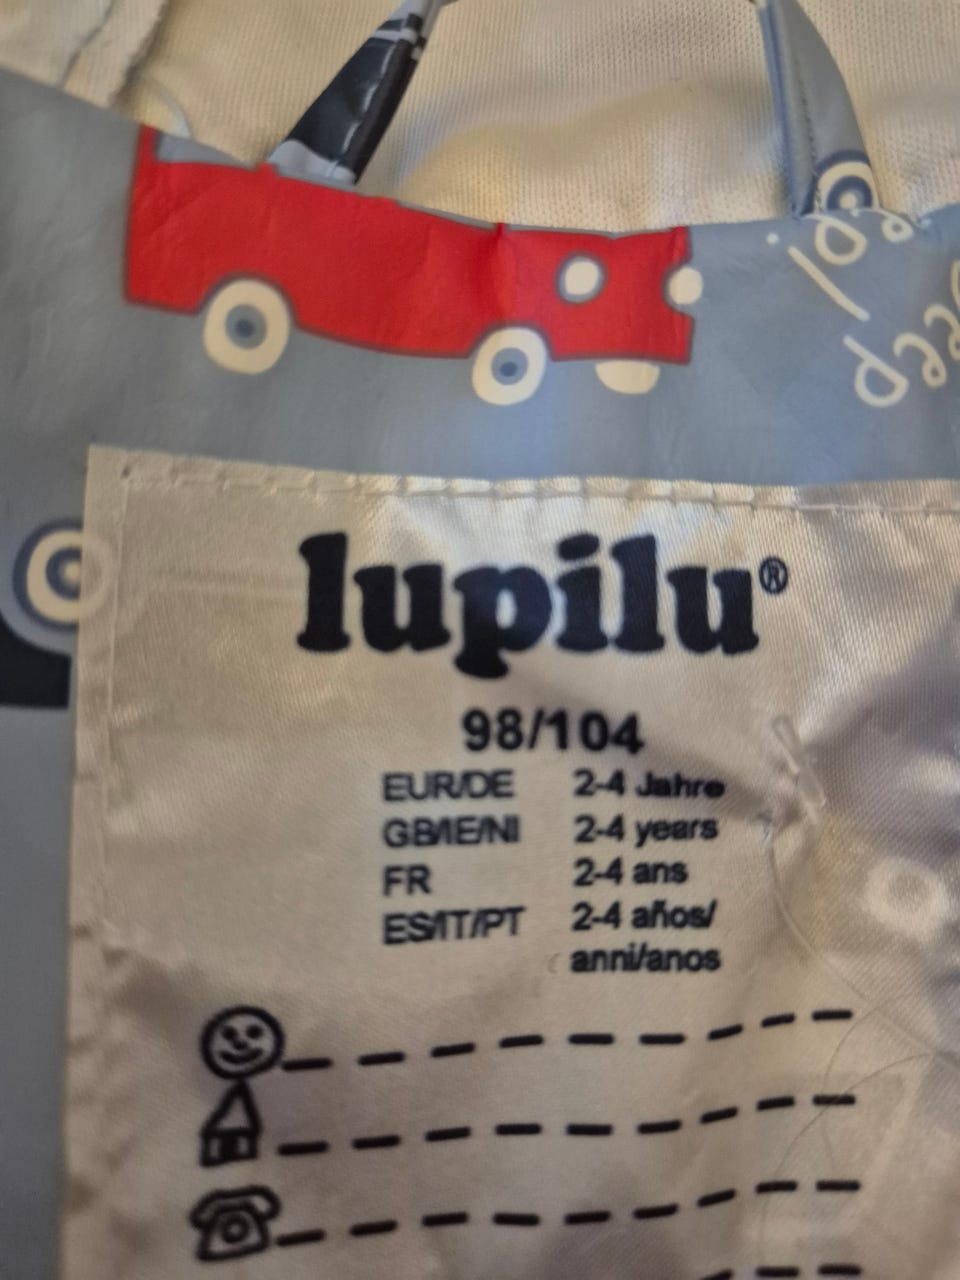 beep
lupilu®
98/104
EUR/DE 2-4 Jahre
GB/IE/NI 2-4 years
FR 2-4 ans
ES/IT/PT 2-4 años/
anni/anos